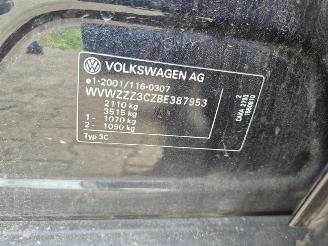 VOLKSWAGEN AG
e1*2001/116*0307
WVWZZZ3CZBE387953
2110 kg
3515 kg
1 - 1070 kg
2 - 1090 kg
Typ 3C